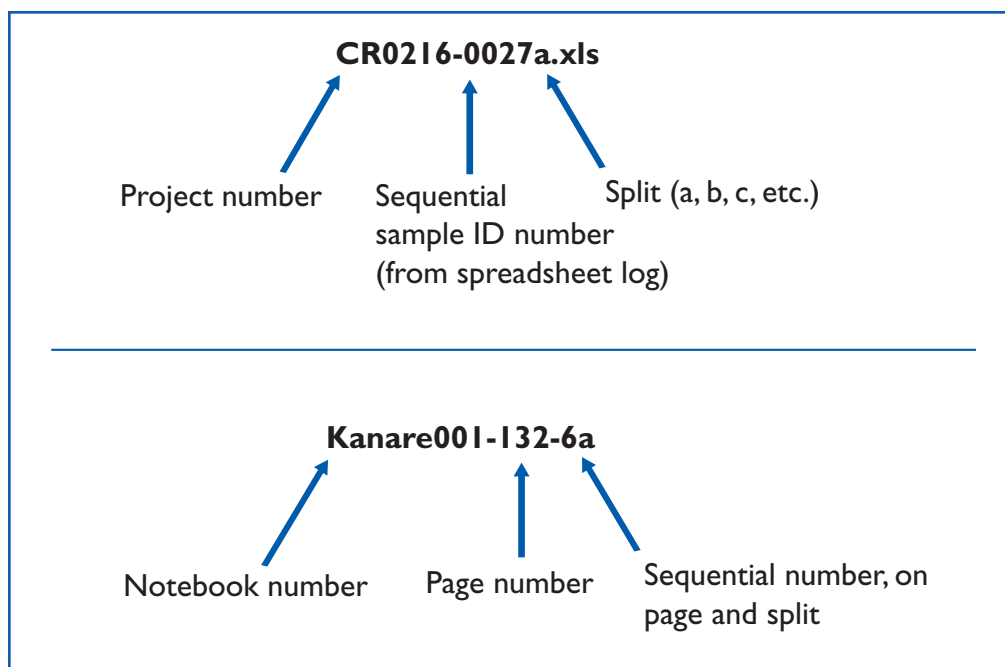 CR0216-0027a.xls
Project number
Sequential
sample ID number
(from spreadsheet log)
Split (a, b, c, etc.)
Kanare001-132-6a
Notebook number
Page number
Sequential number, on
page and split